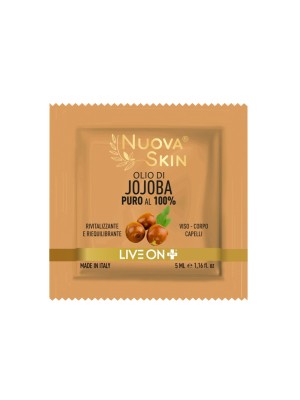 NUOVA®
SKIN
OLIO DI
JOJOBA
PURO AL 100%
RIVITALIZZANTE
E RIEQUILIBRANTE
VISO - CORPO
CAPELLI
LIVE ON +
MADE IN ITALY
5 ML ℮ 1,76 fl. oz